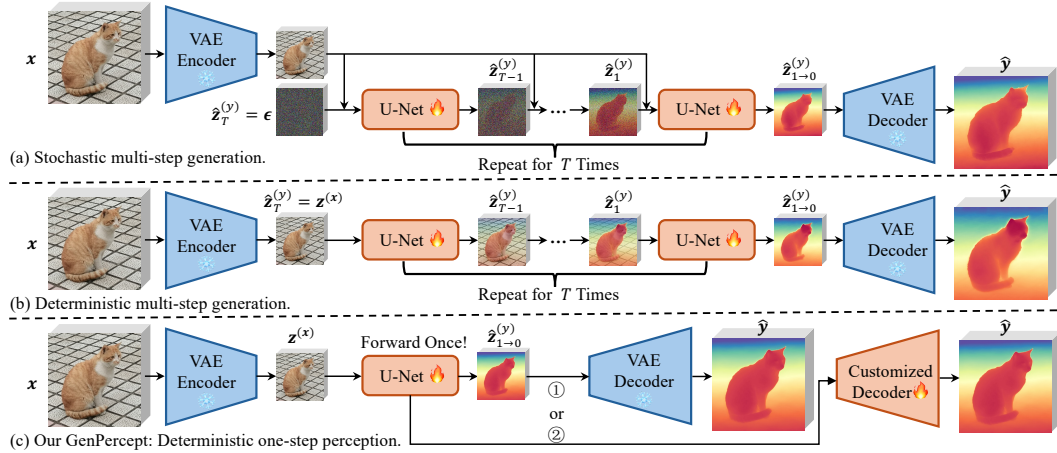 x
VAE
Encoder
ẑ_T^(y) = ϵ
U-Net
ẑ_{T−1}^(y)
...
ẑ_1^(y)
U-Net
ẑ_{1→0}^(y)
VAE
Decoder
ŷ
Repeat for T Times
(a) Stochastic multi-step generation.
x
VAE
Encoder
ẑ_T^(y) = z^(x)
U-Net
ẑ_{T−1}^(y)
...
ẑ_1^(y)
U-Net
ẑ_{1→0}^(y)
VAE
Decoder
ŷ
Repeat for T Times
(b) Deterministic multi-step generation.
x
VAE
Encoder
z^(x)
Forward Once!
U-Net
ẑ_{1→0}^(y)
①
or
②
VAE
Decoder
ŷ
Customized
Decoder
ŷ
(c) Our GenPercept: Deterministic one-step perception.